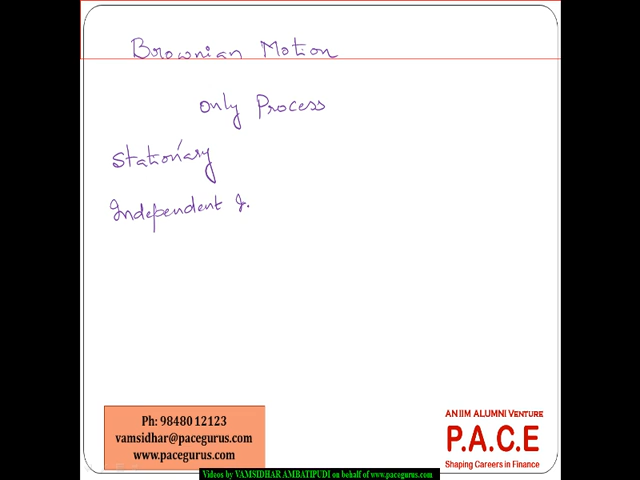 Brownian Motion
only Process
Stationary
Independent I.
Ph: 98480 12123
vamsidhar@pacegurus.com
www.pacegurus.com
AN IIM ALUMNI VENTURE
P.A.C.E
Shaping Careers in Finance
Videos by VAMSIDHAR AMBATIPUDI on behalf of www.pacegurus.com